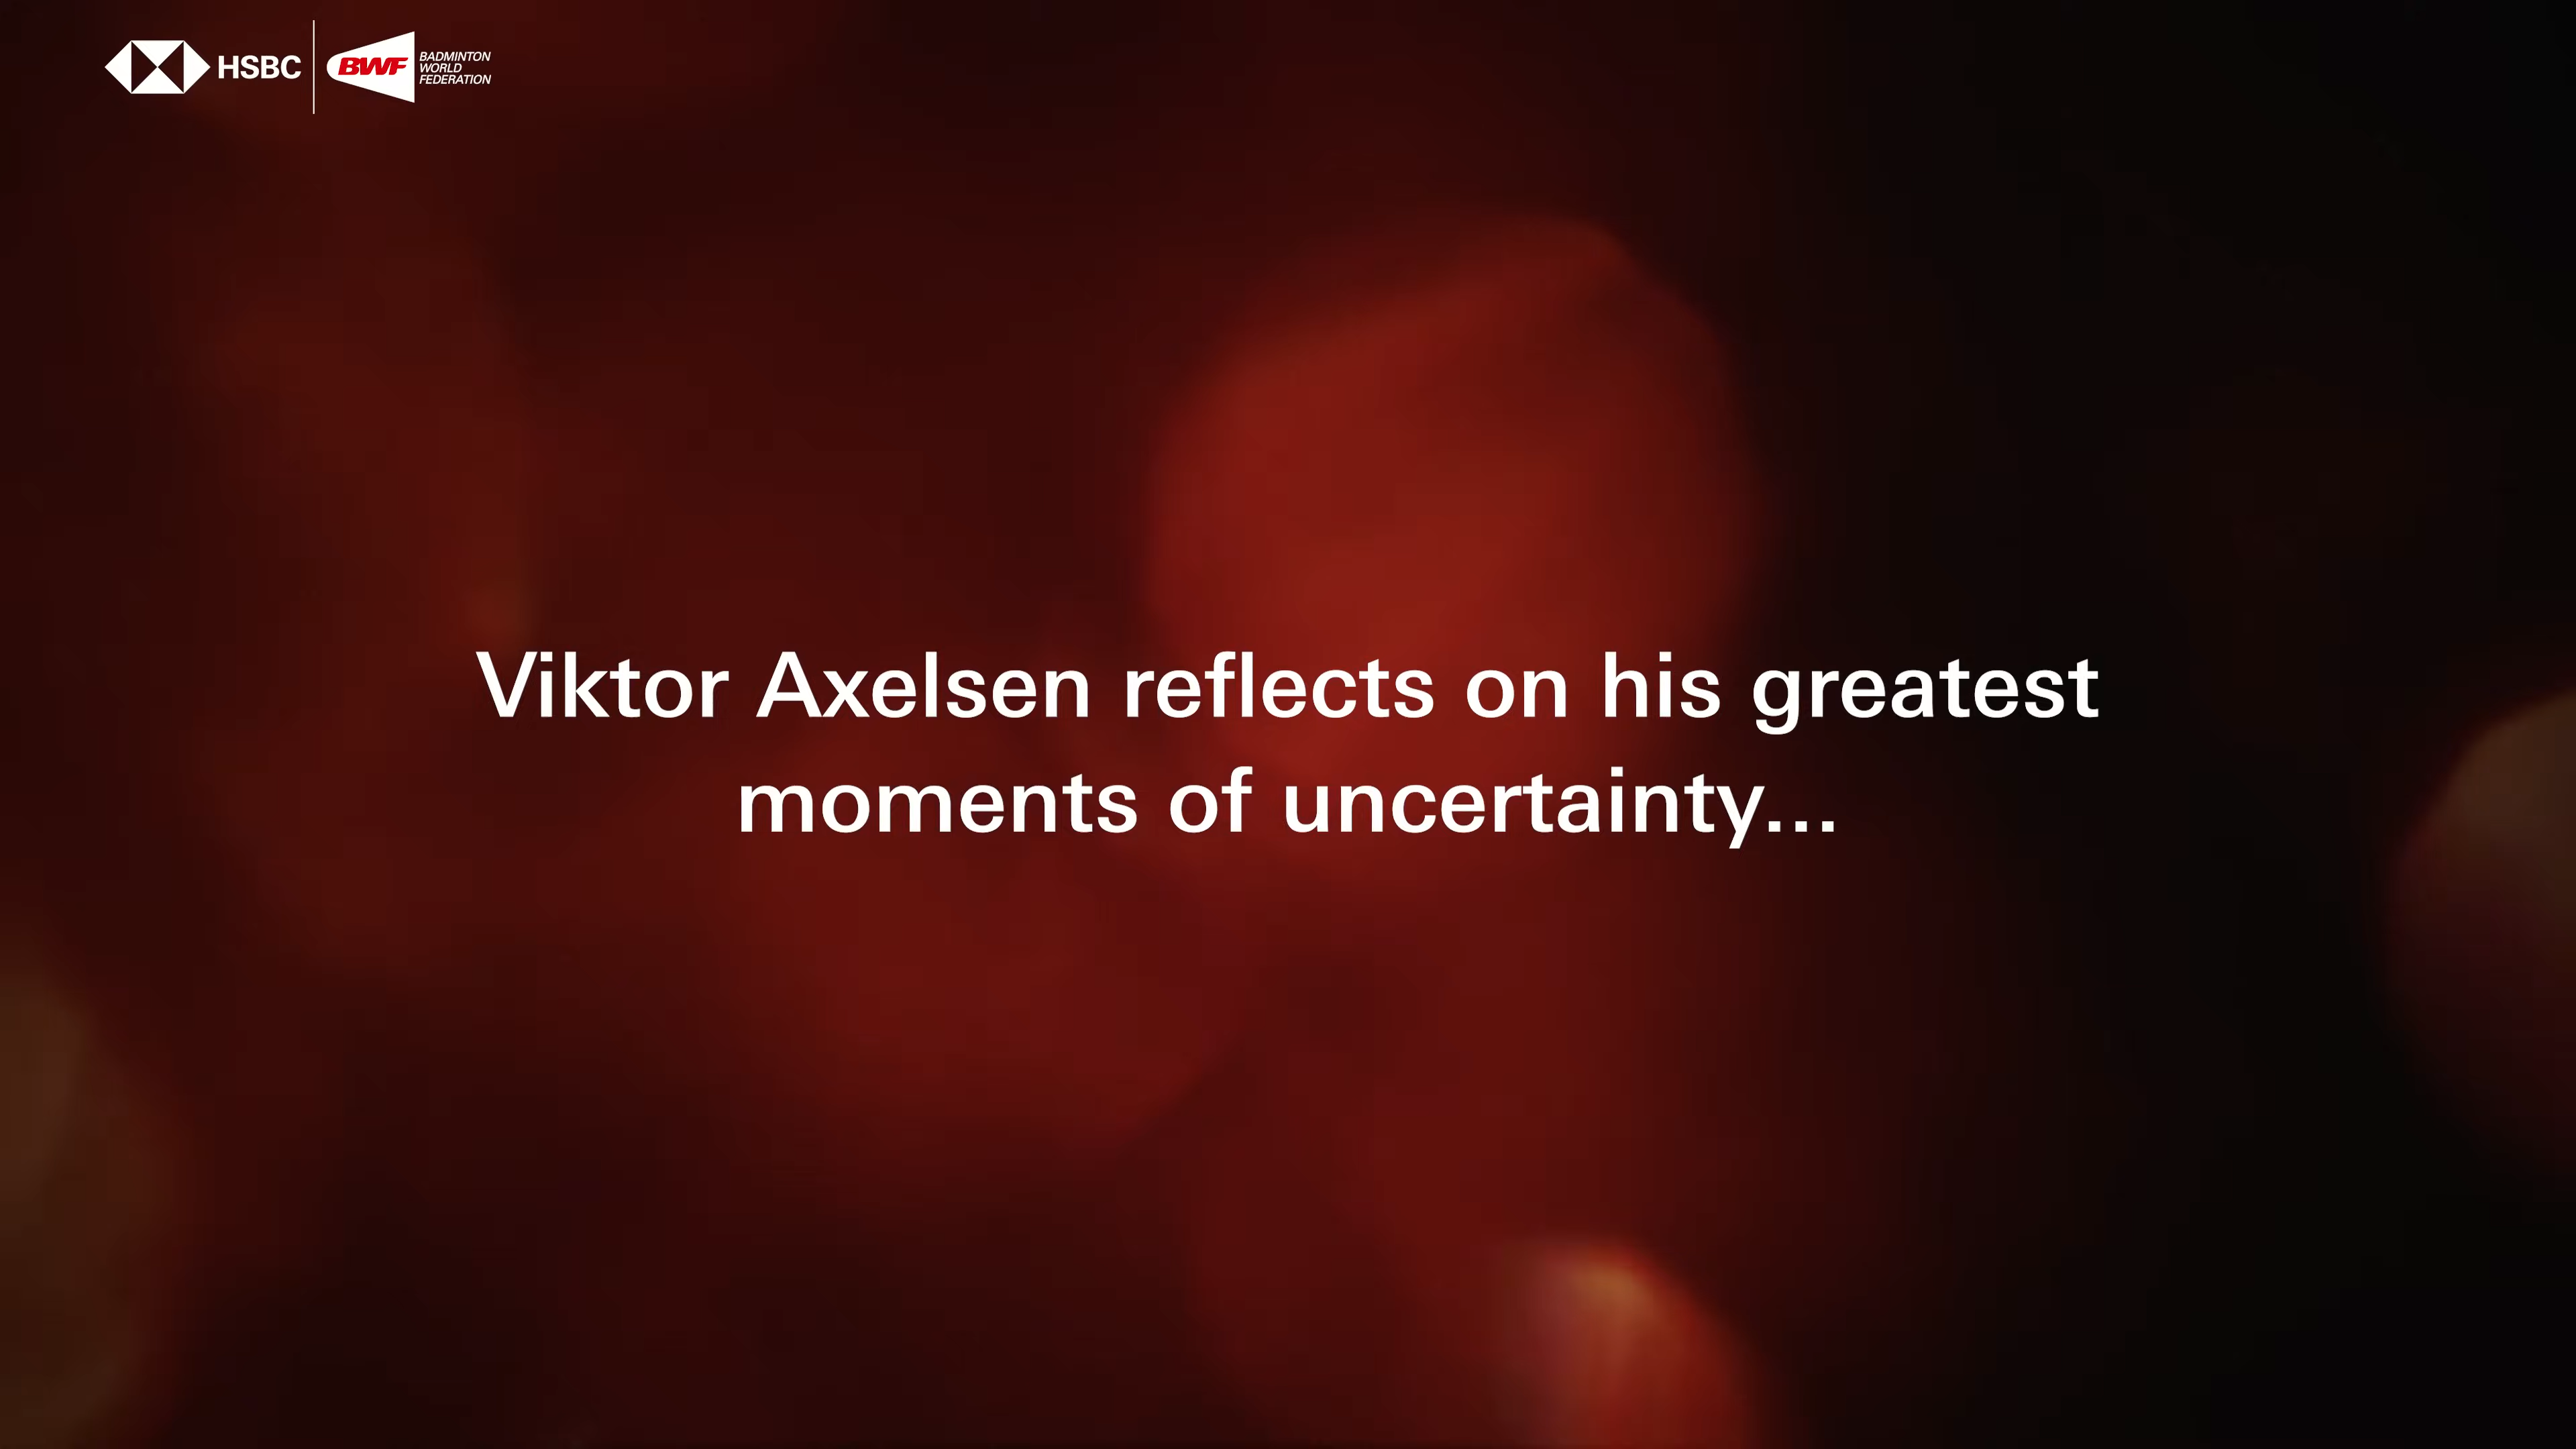 HSBC
BWF
BADMINTON
WORLD
FEDERATION
Viktor Axelsen reflects on his greatest
moments of uncertainty...